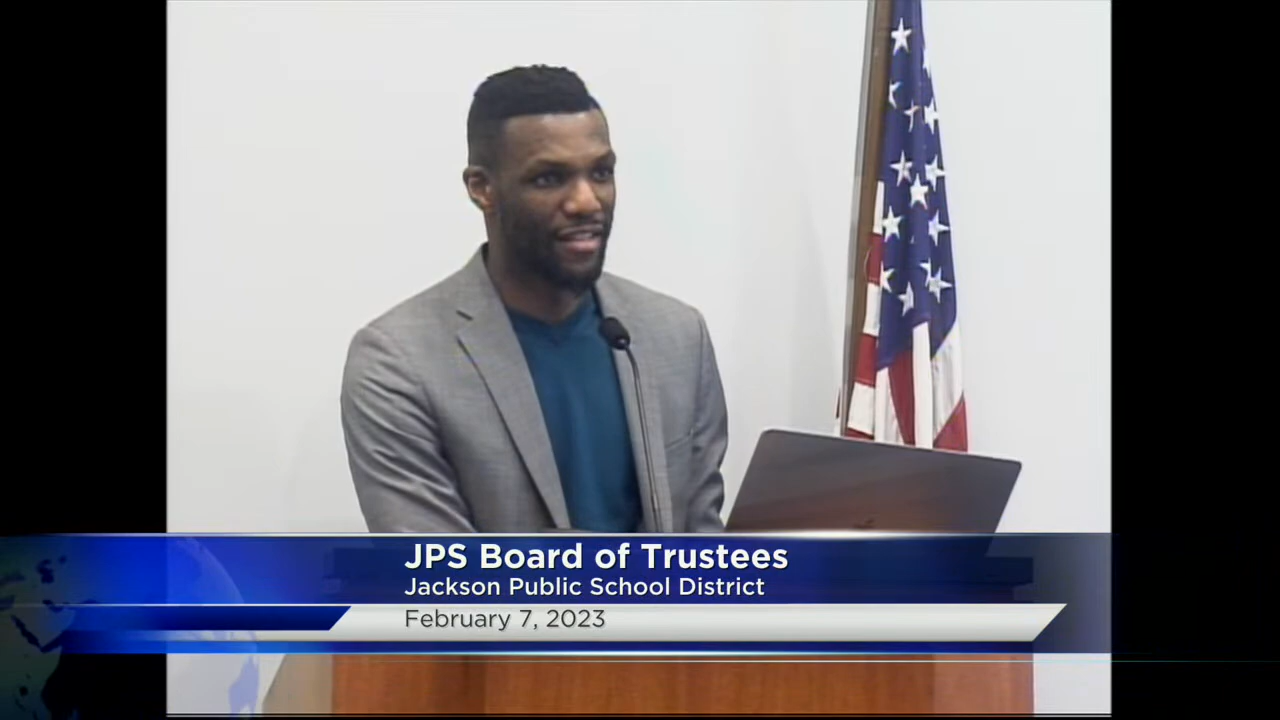 JPS Board of Trustees
Jackson Public School District
February 7, 2023